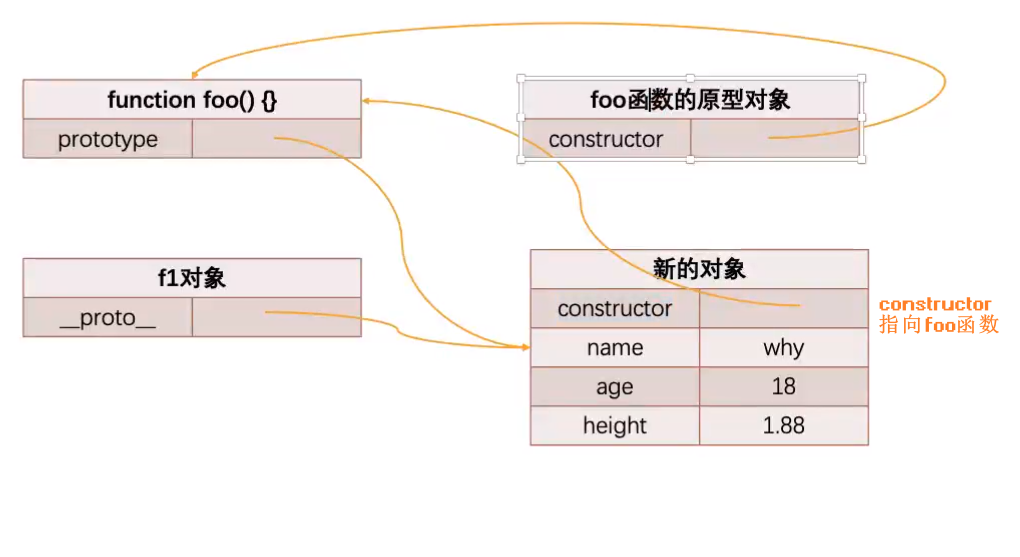 function foo() {}
prototype
foo函数的原型对象
constructor
f1对象
__proto__
新的对象
constructor
name
why
age
18
height
1.88
constructor
指向foo函数